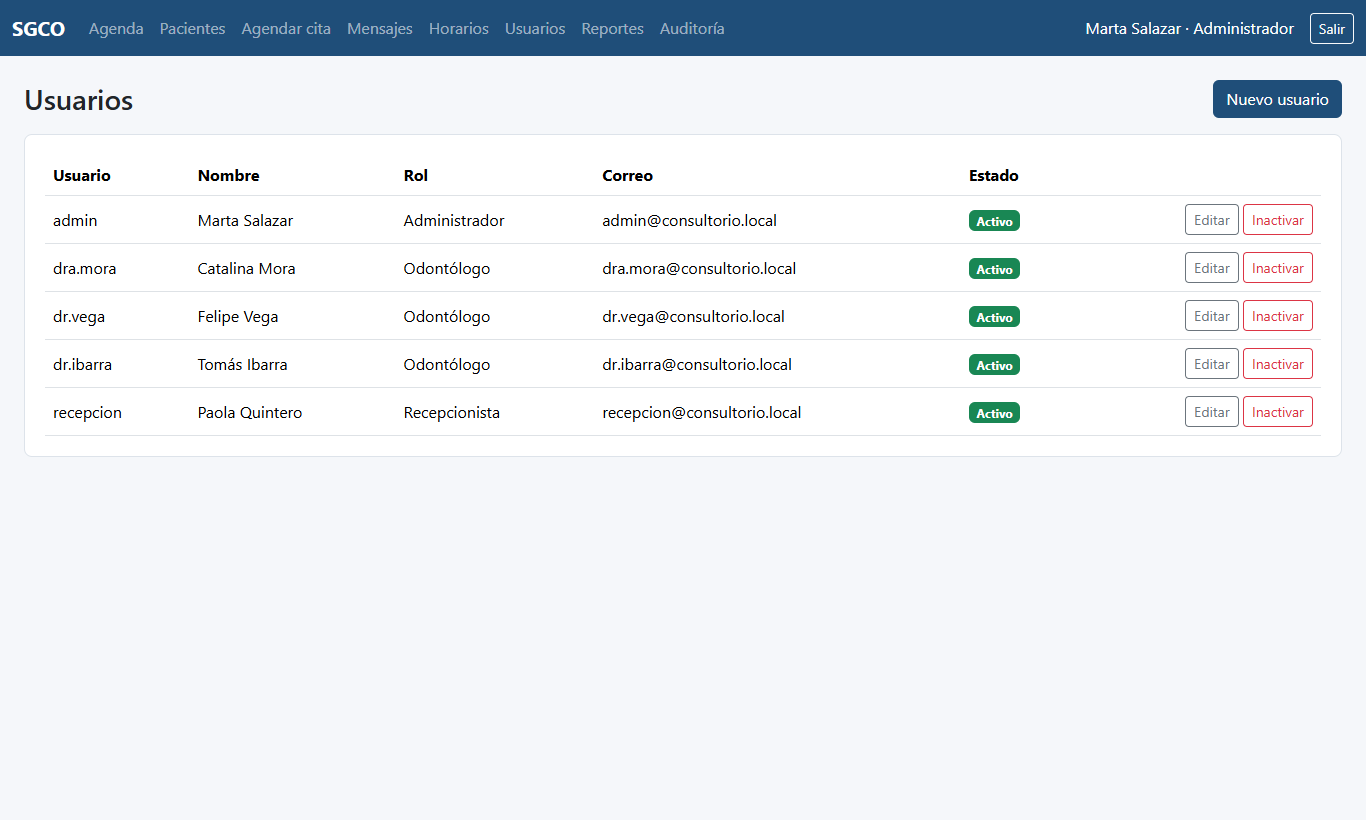 SGCO Agenda Pacientes Agendar cita Mensajes Horarios Usuarios Reportes Auditoría Marta Salazar · Administrador Salir
Usuarios Nuevo usuario
Usuario Nombre Rol Correo Estado
admin Marta Salazar Administrador admin@consultorio.local Activo Editar Inactivar
dra.mora Catalina Mora Odontólogo dra.mora@consultorio.local Activo Editar Inactivar
dr.vega Felipe Vega Odontólogo dr.vega@consultorio.local Activo Editar Inactivar
dr.ibarra Tomás Ibarra Odontólogo dr.ibarra@consultorio.local Activo Editar Inactivar
recepcion Paola Quintero Recepcionista recepcion@consultorio.local Activo Editar Inactivar